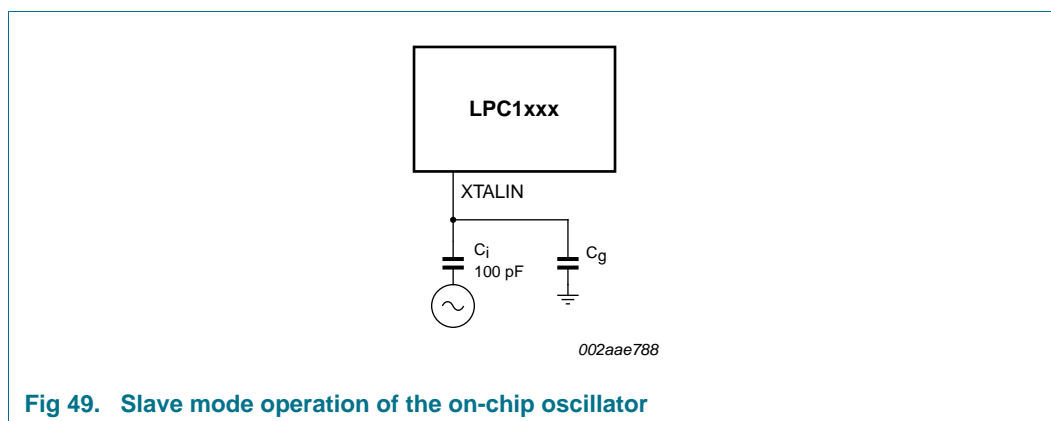 LPC1xxx
XTALIN
Ci
100 pF
Cg
002aae788
Fig 49. Slave mode operation of the on-chip oscillator